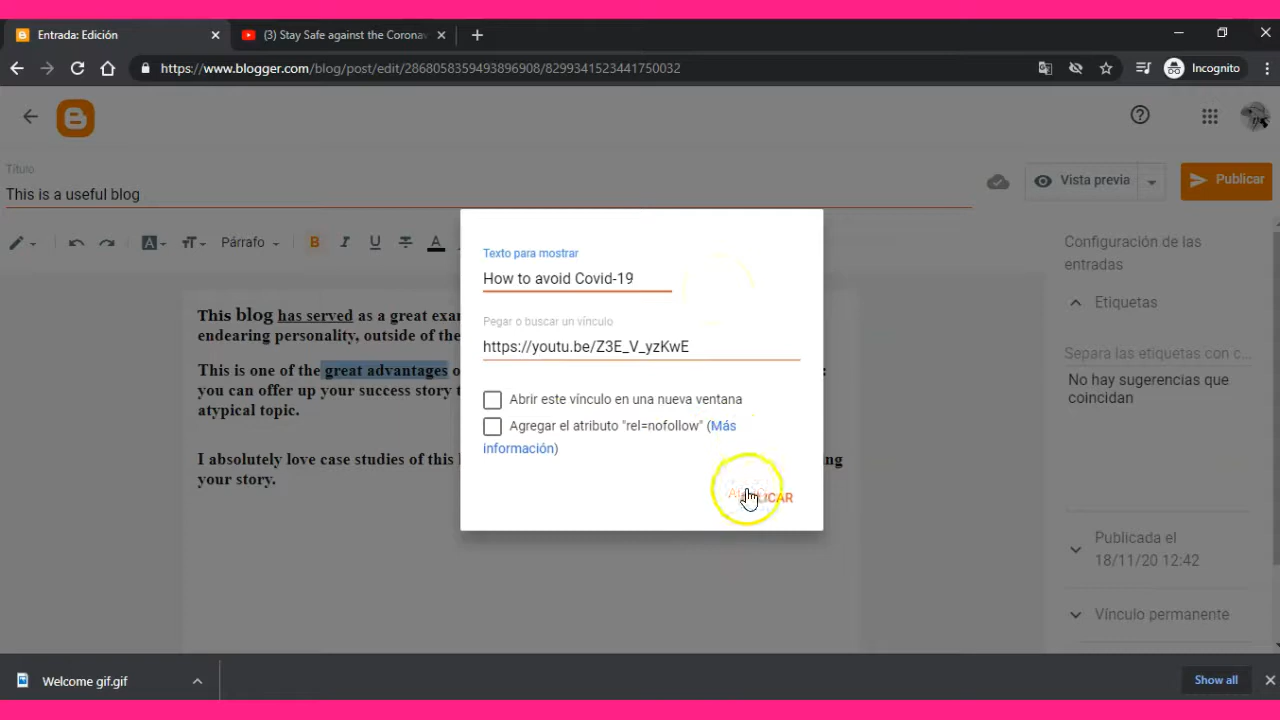 Entrada: Edición
(3) Stay Safe against the Corona
https://www.blogger.com/blog/post/edit/2868058359493896908/8299341523441750032
Incognito
Título
This is a useful blog
Vista previa
Publicar
Párrafo
B
I
U
A
Configuración de las
entradas
Etiquetas
Separa las etiquetas con c...
No hay sugerencias que
coincidan
Publicada el
18/11/20 12:42
Vínculo permanente
This blog has served as a great exa
endearing personality, outside of the
This is one of the great advantages o
you can offer up your success story t
atypical topic.
I absolutely love case studies of this ing
your story.
Texto para mostrar
How to avoid Covid-19
Pegar o buscar un vínculo
https://youtu.be/Z3E_V_yzKwE
Abrir este vínculo en una nueva ventana
Agregar el atributo "rel=nofollow" (Más
información)
Welcome gif.gif
Show all